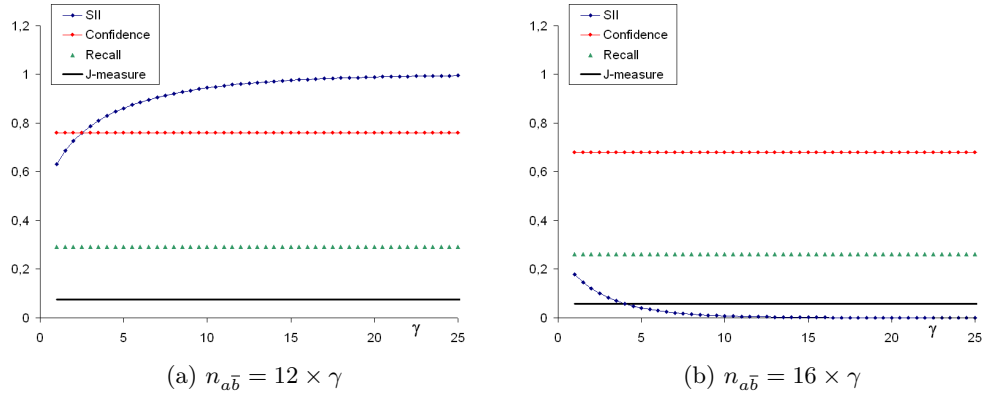 1,2
1
0,8
0,6
0,4
0,2
0
SII
Confidence
Recall
J-measure
0 5 10 15 20 25
γ
(a) n_{a\overline{b}} = 12 × γ
1,2
1
0,8
0,6
0,4
0,2
0
SII
Confidence
Recall
J-measure
0 5 10 15 20 25
γ
(b) n_{a\overline{b}} = 16 × γ